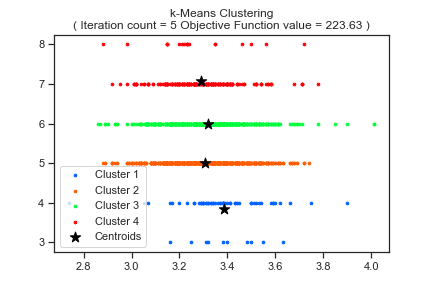 k-Means Clustering
( Iteration count = 5 Objective Function value = 223.63 )
8
7
6
5
4
3
Cluster 1
Cluster 2
Cluster 3
Cluster 4
Centroids
2.8 3.0 3.2 3.4 3.6 3.8 4.0